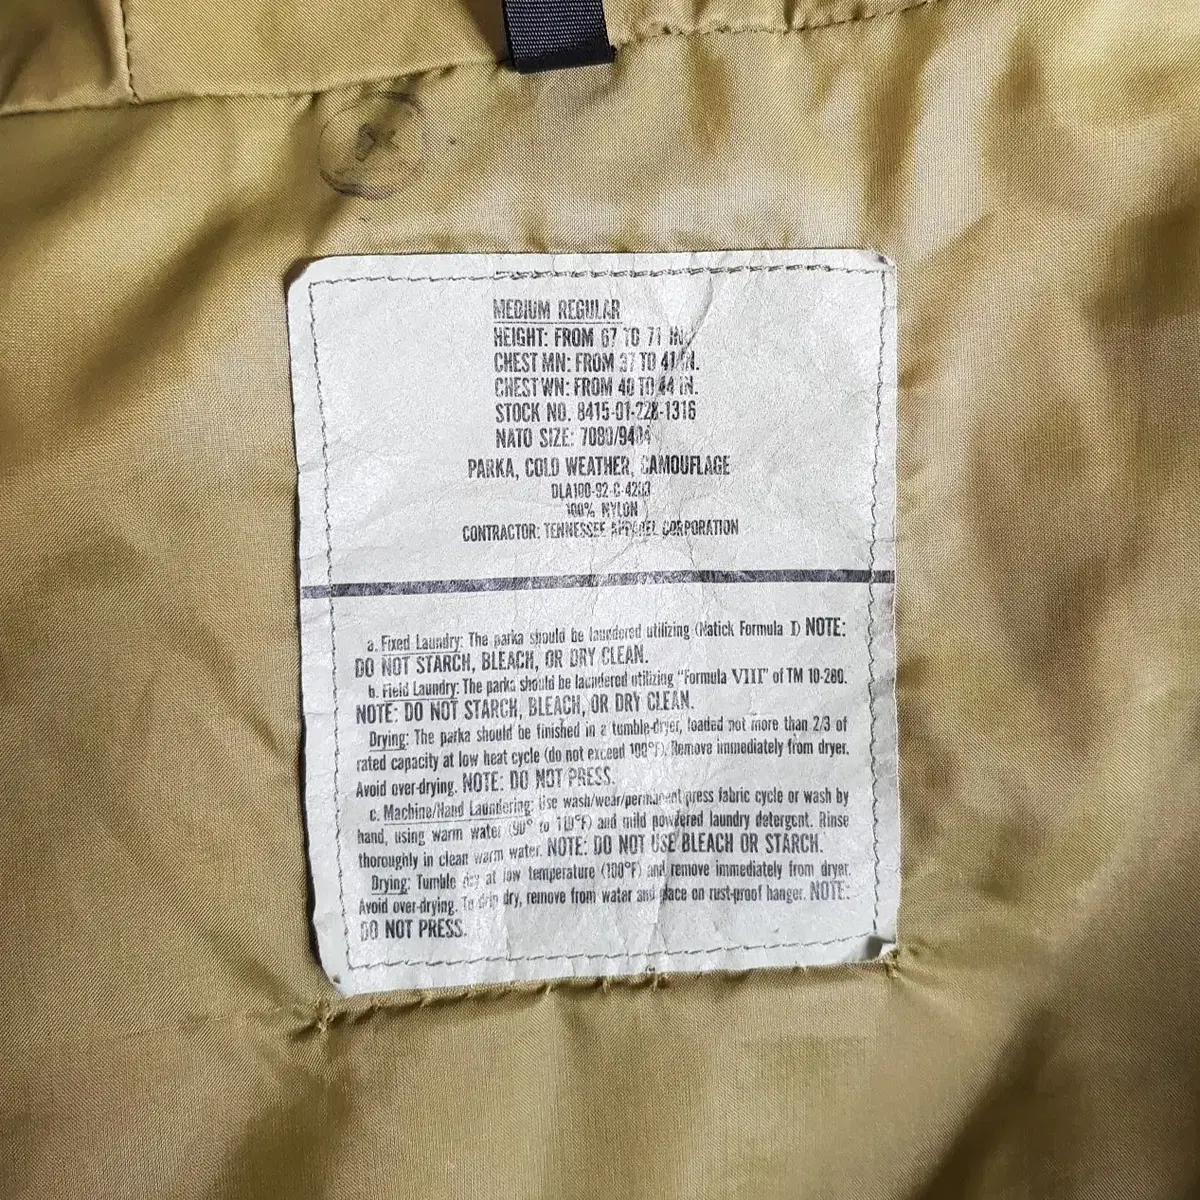 MEDIUM REGULAR
HEIGHT: FROM 67 TO 71 IN.
CHEST MN: FROM 37 TO 41 IN.
CHEST WN: FROM 40 TO 44 IN.
STOCK NO. 8415-01-228-1316
NATO SIZE: 7080/9404
PARKA, COLD WEATHER, CAMOUFLAGE
DLA100-92-C-
100% NYLON
CONTRACTOR: TENNESSEE APPAREL CORPORATION
a. Fixed Laundry: The parka should be laundered utilizing (Natick Formula I) NOTE:
DO NOT STARCH, BLEACH, OR DRY CLEAN.
b. Field Laundry: The parka should be laundered utilizing "Formula VIII" of TM 10-280.
NOTE: DO NOT STARCH, BLEACH, OR DRY CLEAN.
Drying: The parka should be finished in a tumble-dryer, loaded not more than 2/3 of
rated capacity at low heat cycle (do not exceed 100°F). Remove immediately from dryer.
Avoid over-drying. NOTE: DO NOT PRESS.
c. Machine/Hand Laundering: Use wash/wear/permanent press fabric cycle or wash by
hand, using warm water (90° to 110°F) and mild powdered laundry detergent. Rinse
thoroughly in clean warm water. NOTE: DO NOT USE BLEACH OR STARCH.
Drying: Tumble dry at low temperature (100°F) and remove immediately from dryer.
Avoid over-drying. To drip dry, remove from water and place on rust-proof hanger. NOTE:
DO NOT PRESS.